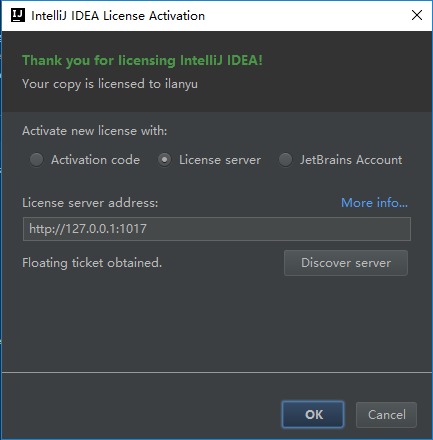 IJ IntelliJ IDEA License Activation
Thank you for licensing IntelliJ IDEA!
Your copy is licensed to ilanyu
Activate new license with:
Activation code License server JetBrains Account
License server address: More info...
http://127.0.0.1:1017
Floating ticket obtained. Discover server
OK Cancel